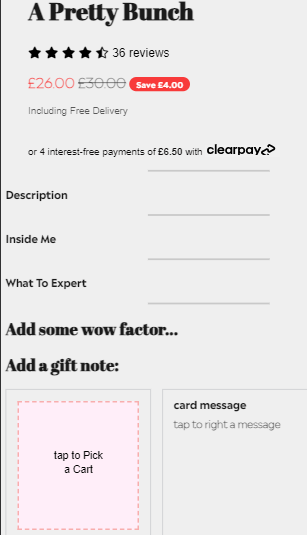 A Pretty Bunch
36 reviews
£26.00 £30.00 Save £4.00
Including Free Delivery
or 4 interest-free payments of £6.50 with clearpay
Description
Inside Me
What To Expert
Add some wow factor...
Add a gift note:
tap to Pick
a Cart
card message
tap to right a message